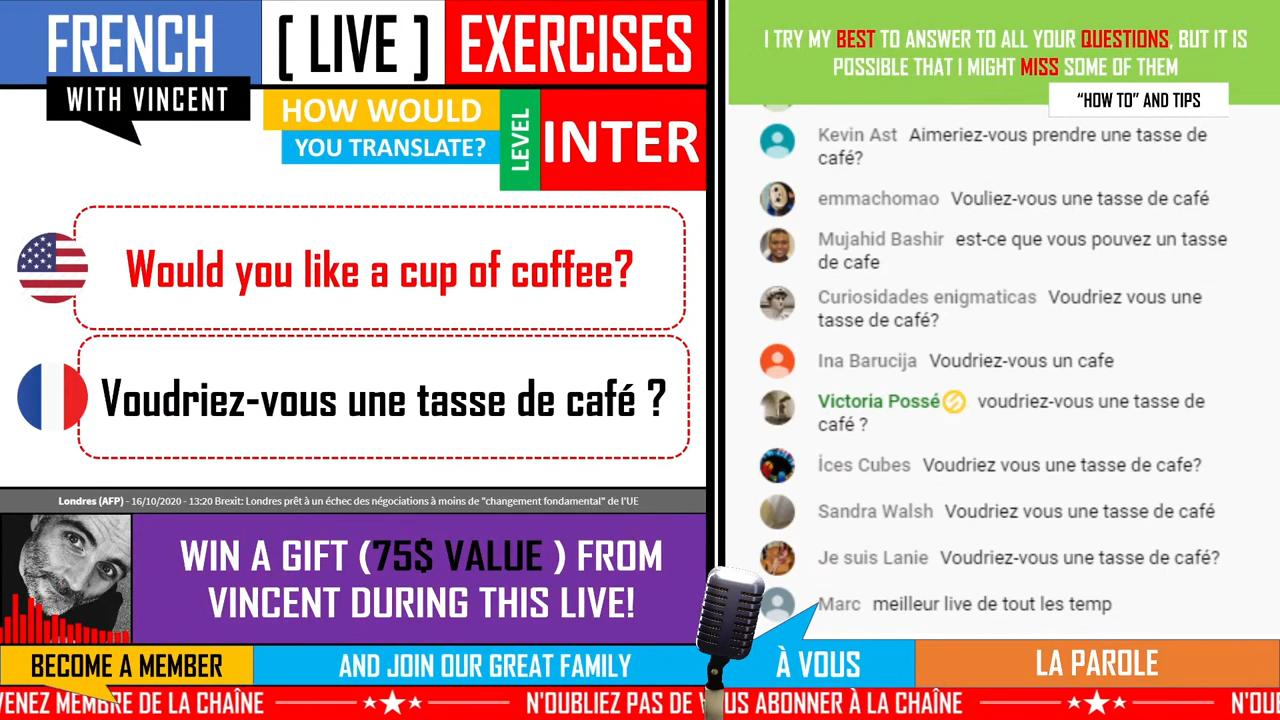 FRENCH
WITH VINCENT
[ LIVE ]
EXERCISES
HOW WOULD
YOU TRANSLATE?
LEVEL
INTER
Would you like a cup of coffee?
Voudriez-vous une tasse de café ?
Londres (AFP) - 16/10/2020 - 13:20 Brexit: Londres prêt à un échec des négociations à moins de "changement fondamental" de l'UE
WIN A GIFT (75$ VALUE ) FROM
VINCENT DURING THIS LIVE!
BECOME A MEMBER
AND JOIN OUR GREAT FAMILY
I TRY MY BEST TO ANSWER TO ALL YOUR QUESTIONS, BUT IT IS
POSSIBLE THAT I MIGHT MISS SOME OF THEM
“HOW TO” AND TIPS
Kevin Ast Aimeriez-vous prendre une tasse de
café?
emmachomao Vouliez-vous une tasse de café
Mujahid Bashir est-ce que vous pouvez un tasse
de cafe
Curiosidades enigmaticas Voudriez vous une
tasse de café?
Ina Barucija Voudriez-vous un cafe
Victoria Possé voudriez-vous une tasse de
café ?
İces Cubes Voudriez vous une tasse de cafe?
Sandra Walsh Voudriez vous une tasse de café
Je suis Lanie Voudriez-vous une tasse de café?
Marc meilleur live de tout les temp
À VOUS
LA PAROLE
VENEZ MEMBRE DE LA CHAÎNE N'OUBLIEZ PAS DE VOUS ABONNER À LA CHAÎNE N'OU